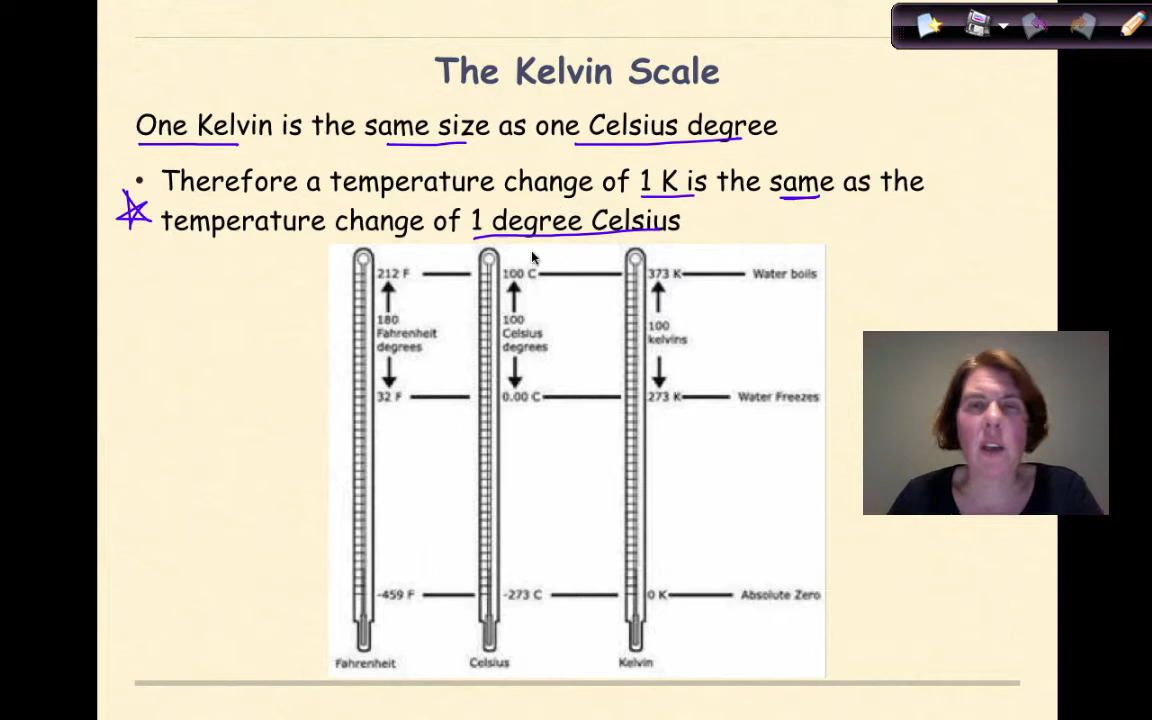 The Kelvin Scale
One Kelvin is the same size as one Celsius degree
• Therefore a temperature change of 1 K is the same as the
temperature change of 1 degree Celsius
212 F 100 C 373 K Water boils
180 Fahrenheit degrees
100 Celsius degrees
100 kelvins
32 F 0.00 C 273 K Water Freezes
-459 F -273 C 0 K Absolute Zero
Fahrenheit Celsius Kelvin